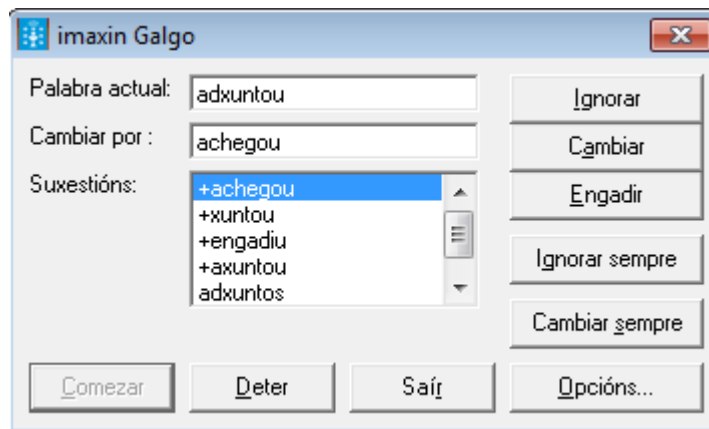 imaxin Galgo
Palabra actual: adxuntou
Cambiar por : achegou
Suxestións: +achegou
+xuntou
+engadiu
+axuntou
adxuntos
Ignorar
Cambiar
Engadir
Ignorar sempre
Cambiar sempre
Comezar Deter Saír Opcións...